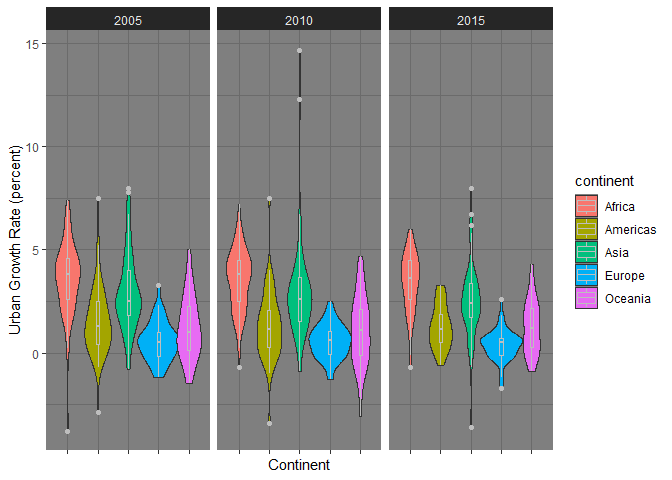 2005
2010
2015
15
10
5
0
Urban Growth Rate (percent)
Continent
continent
Africa
Americas
Asia
Europe
Oceania